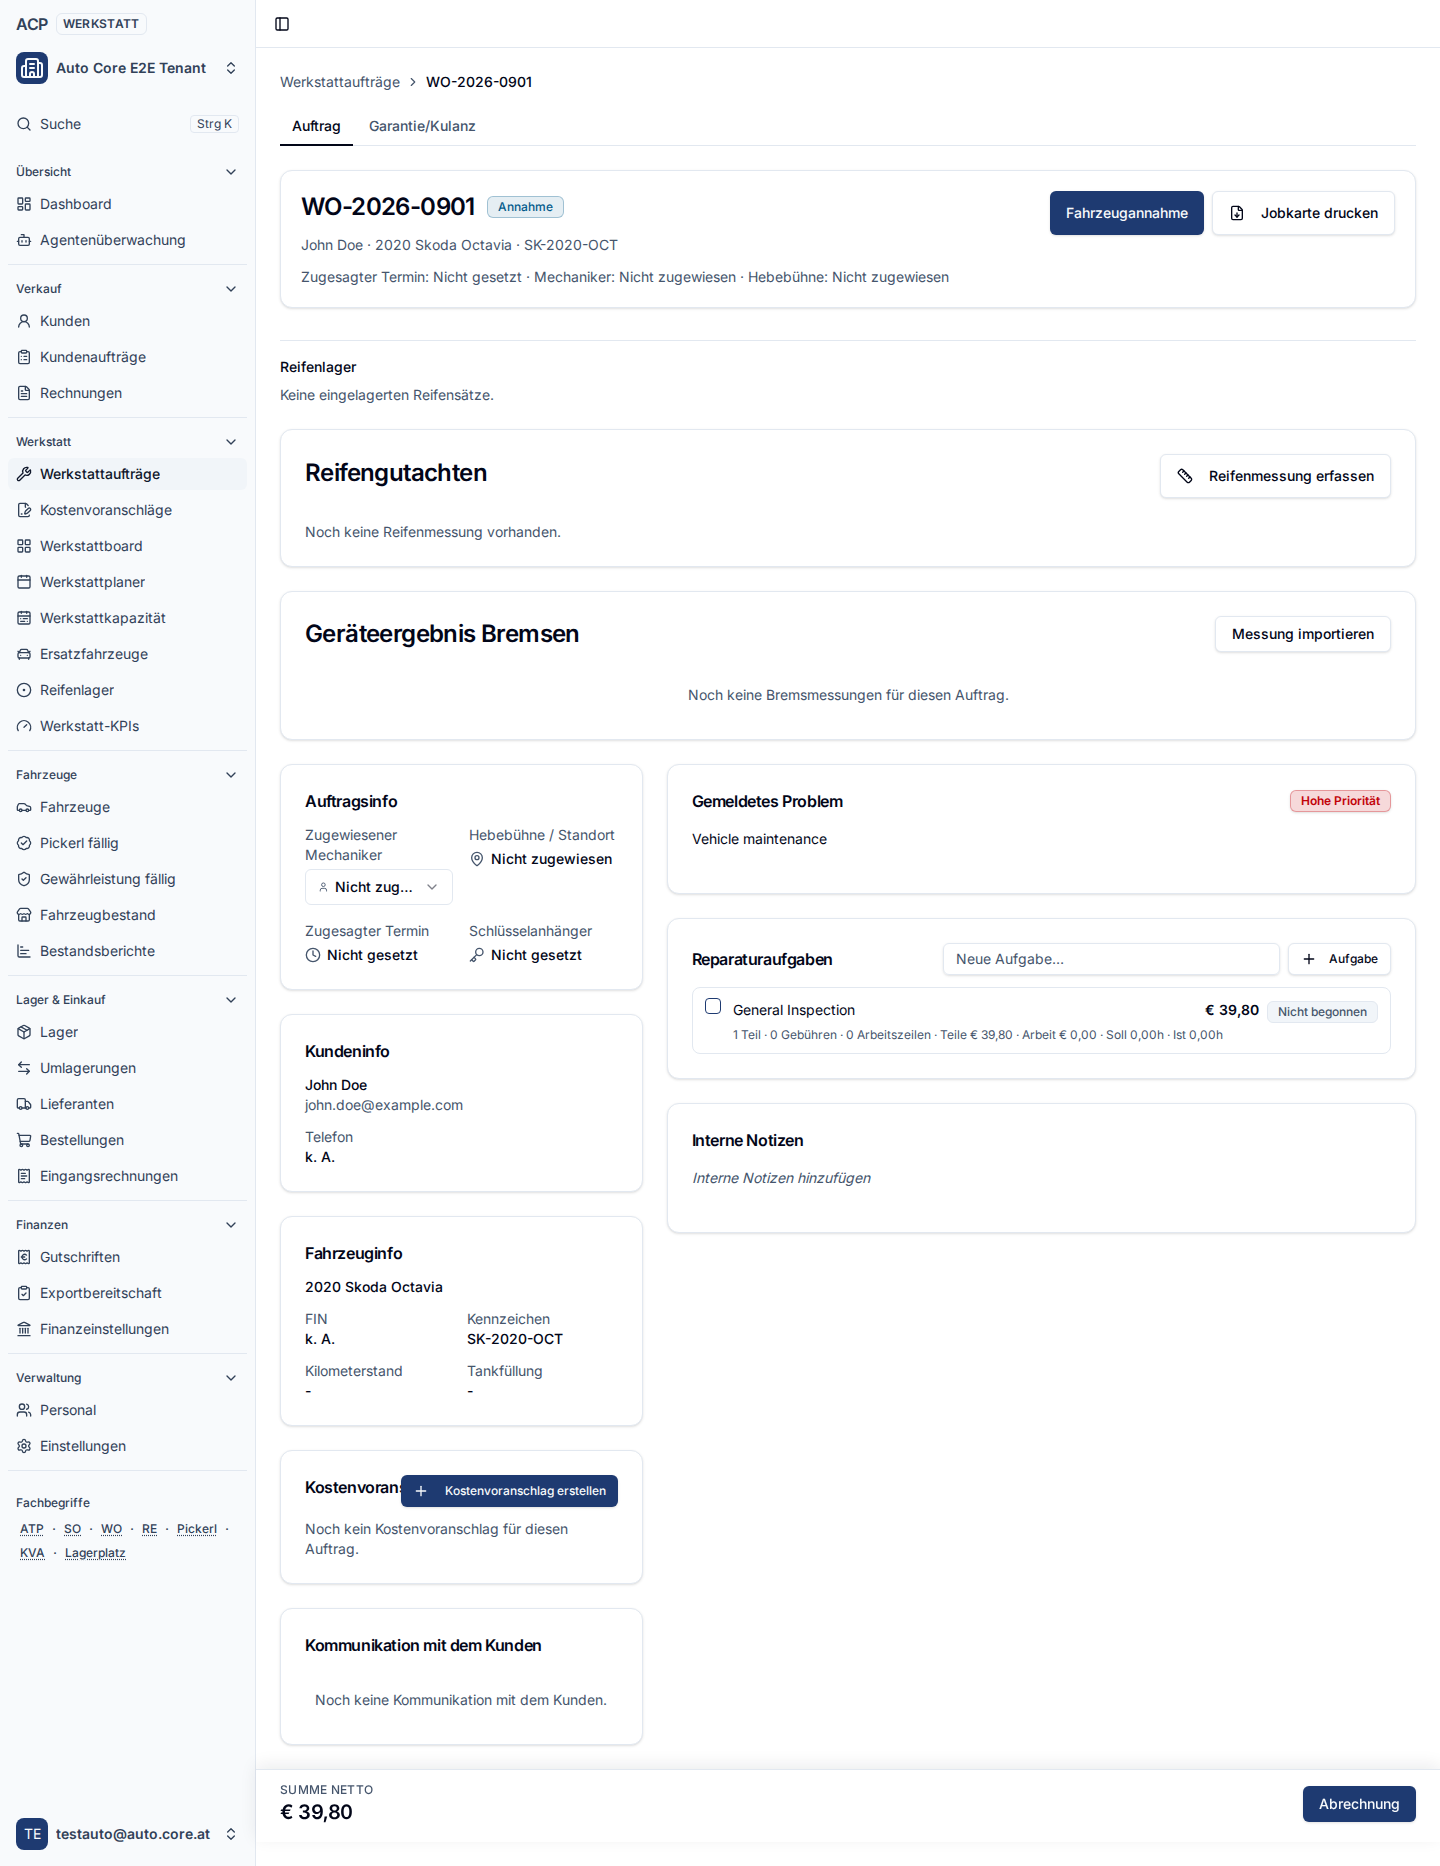 ACP WERKSTATT
Auto Core E2E Tenant
Suche Strg K
Übersicht
Dashboard
Agentenüberwachung
Verkauf
Kunden
Kundenaufträge
Rechnungen
Werkstatt
Werkstattaufträge
Kostenvoranschläge
Werkstattboard
Werkstattplaner
Werkstattkapazität
Ersatzfahrzeuge
Reifenlager
Werkstatt-KPIs
Fahrzeuge
Fahrzeuge
Pickerl fällig
Gewährleistung fällig
Fahrzeugbestand
Bestandsberichte
Lager & Einkauf
Lager
Umlagerungen
Lieferanten
Bestellungen
Eingangsrechnungen
Finanzen
Gutschriften
Exportbereitschaft
Finanzeinstellungen
Verwaltung
Personal
Einstellungen
Fachbegriffe
ATP · SO · WO · RE · Pickerl ·
KVA · Lagerplatz
TE testauto@auto.core.at
Werkstattaufträge > WO-2026-0901
Auftrag Garantie/Kulanz
WO-2026-0901 Annahme Fahrzeugannahme Jobkarte drucken
John Doe · 2020 Skoda Octavia · SK-2020-OCT
Zugesagter Termin: Nicht gesetzt · Mechaniker: Nicht zugewiesen · Hebebühne: Nicht zugewiesen
Reifenlager
Keine eingelagerten Reifensätze.
Reifengutachten Reifenmessung erfassen
Noch keine Reifenmessung vorhanden.
Geräteergebnis Bremsen Messung importieren
Noch keine Bremsmessungen für diesen Auftrag.
Auftragsinfo
Zugewiesener Mechaniker
Nicht zug...
Hebebühne / Standort
Nicht zugewiesen
Zugesagter Termin
Nicht gesetzt
Schlüsselanhänger
Nicht gesetzt
Kundeninfo
John Doe
john.doe@example.com
Telefon
k. A.
Fahrzeuginfo
2020 Skoda Octavia
FIN Kennzeichen
k. A. SK-2020-OCT
Kilometerstand Tankfüllung
- -
Kostenvorans + Kostenvoranschlag erstellen
Noch kein Kostenvoranschlag für diesen
Auftrag.
Kommunikation mit dem Kunden
Noch keine Kommunikation mit dem Kunden.
Gemeldetes Problem Hohe Priorität
Vehicle maintenance
Reparaturaufgaben Neue Aufgabe... + Aufgabe
General Inspection € 39,80 Nicht begonnen
1 Teil · 0 Gebühren · 0 Arbeitszeilen · Teile € 39,80 · Arbeit € 0,00 · Soll 0,00h · Ist 0,00h
Interne Notizen
Interne Notizen hinzufügen
SUMME NETTO
€ 39,80
Abrechnung